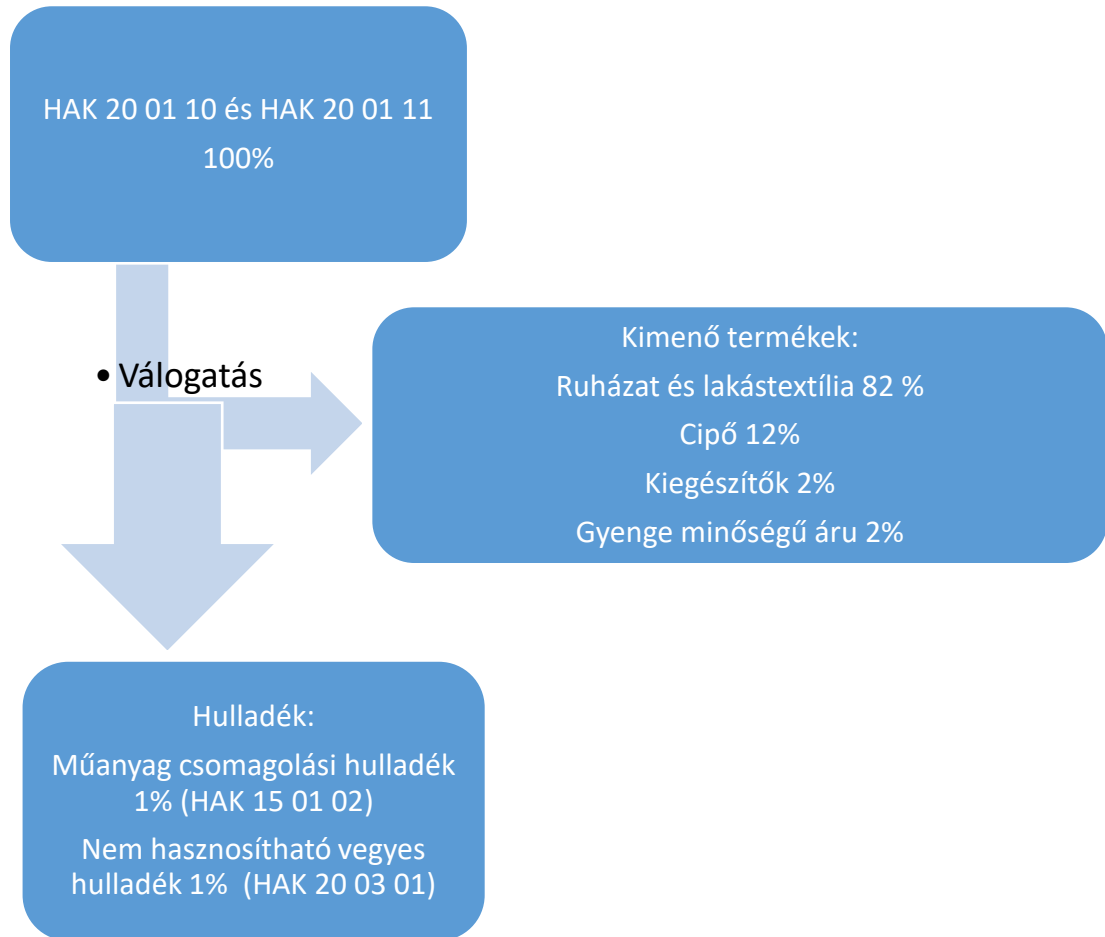 HAK 20 01 10 és HAK 20 01 11
100%
• Válogatás
Kimenő termékek:
Ruházat és lakástextília 82 %
Cipő 12%
Kiegészítők 2%
Gyenge minőségű áru 2%
Hulladék:
Műanyag csomagolási hulladék
1% (HAK 15 01 02)
Nem hasznosítható vegyes
hulladék 1%  (HAK 20 03 01)